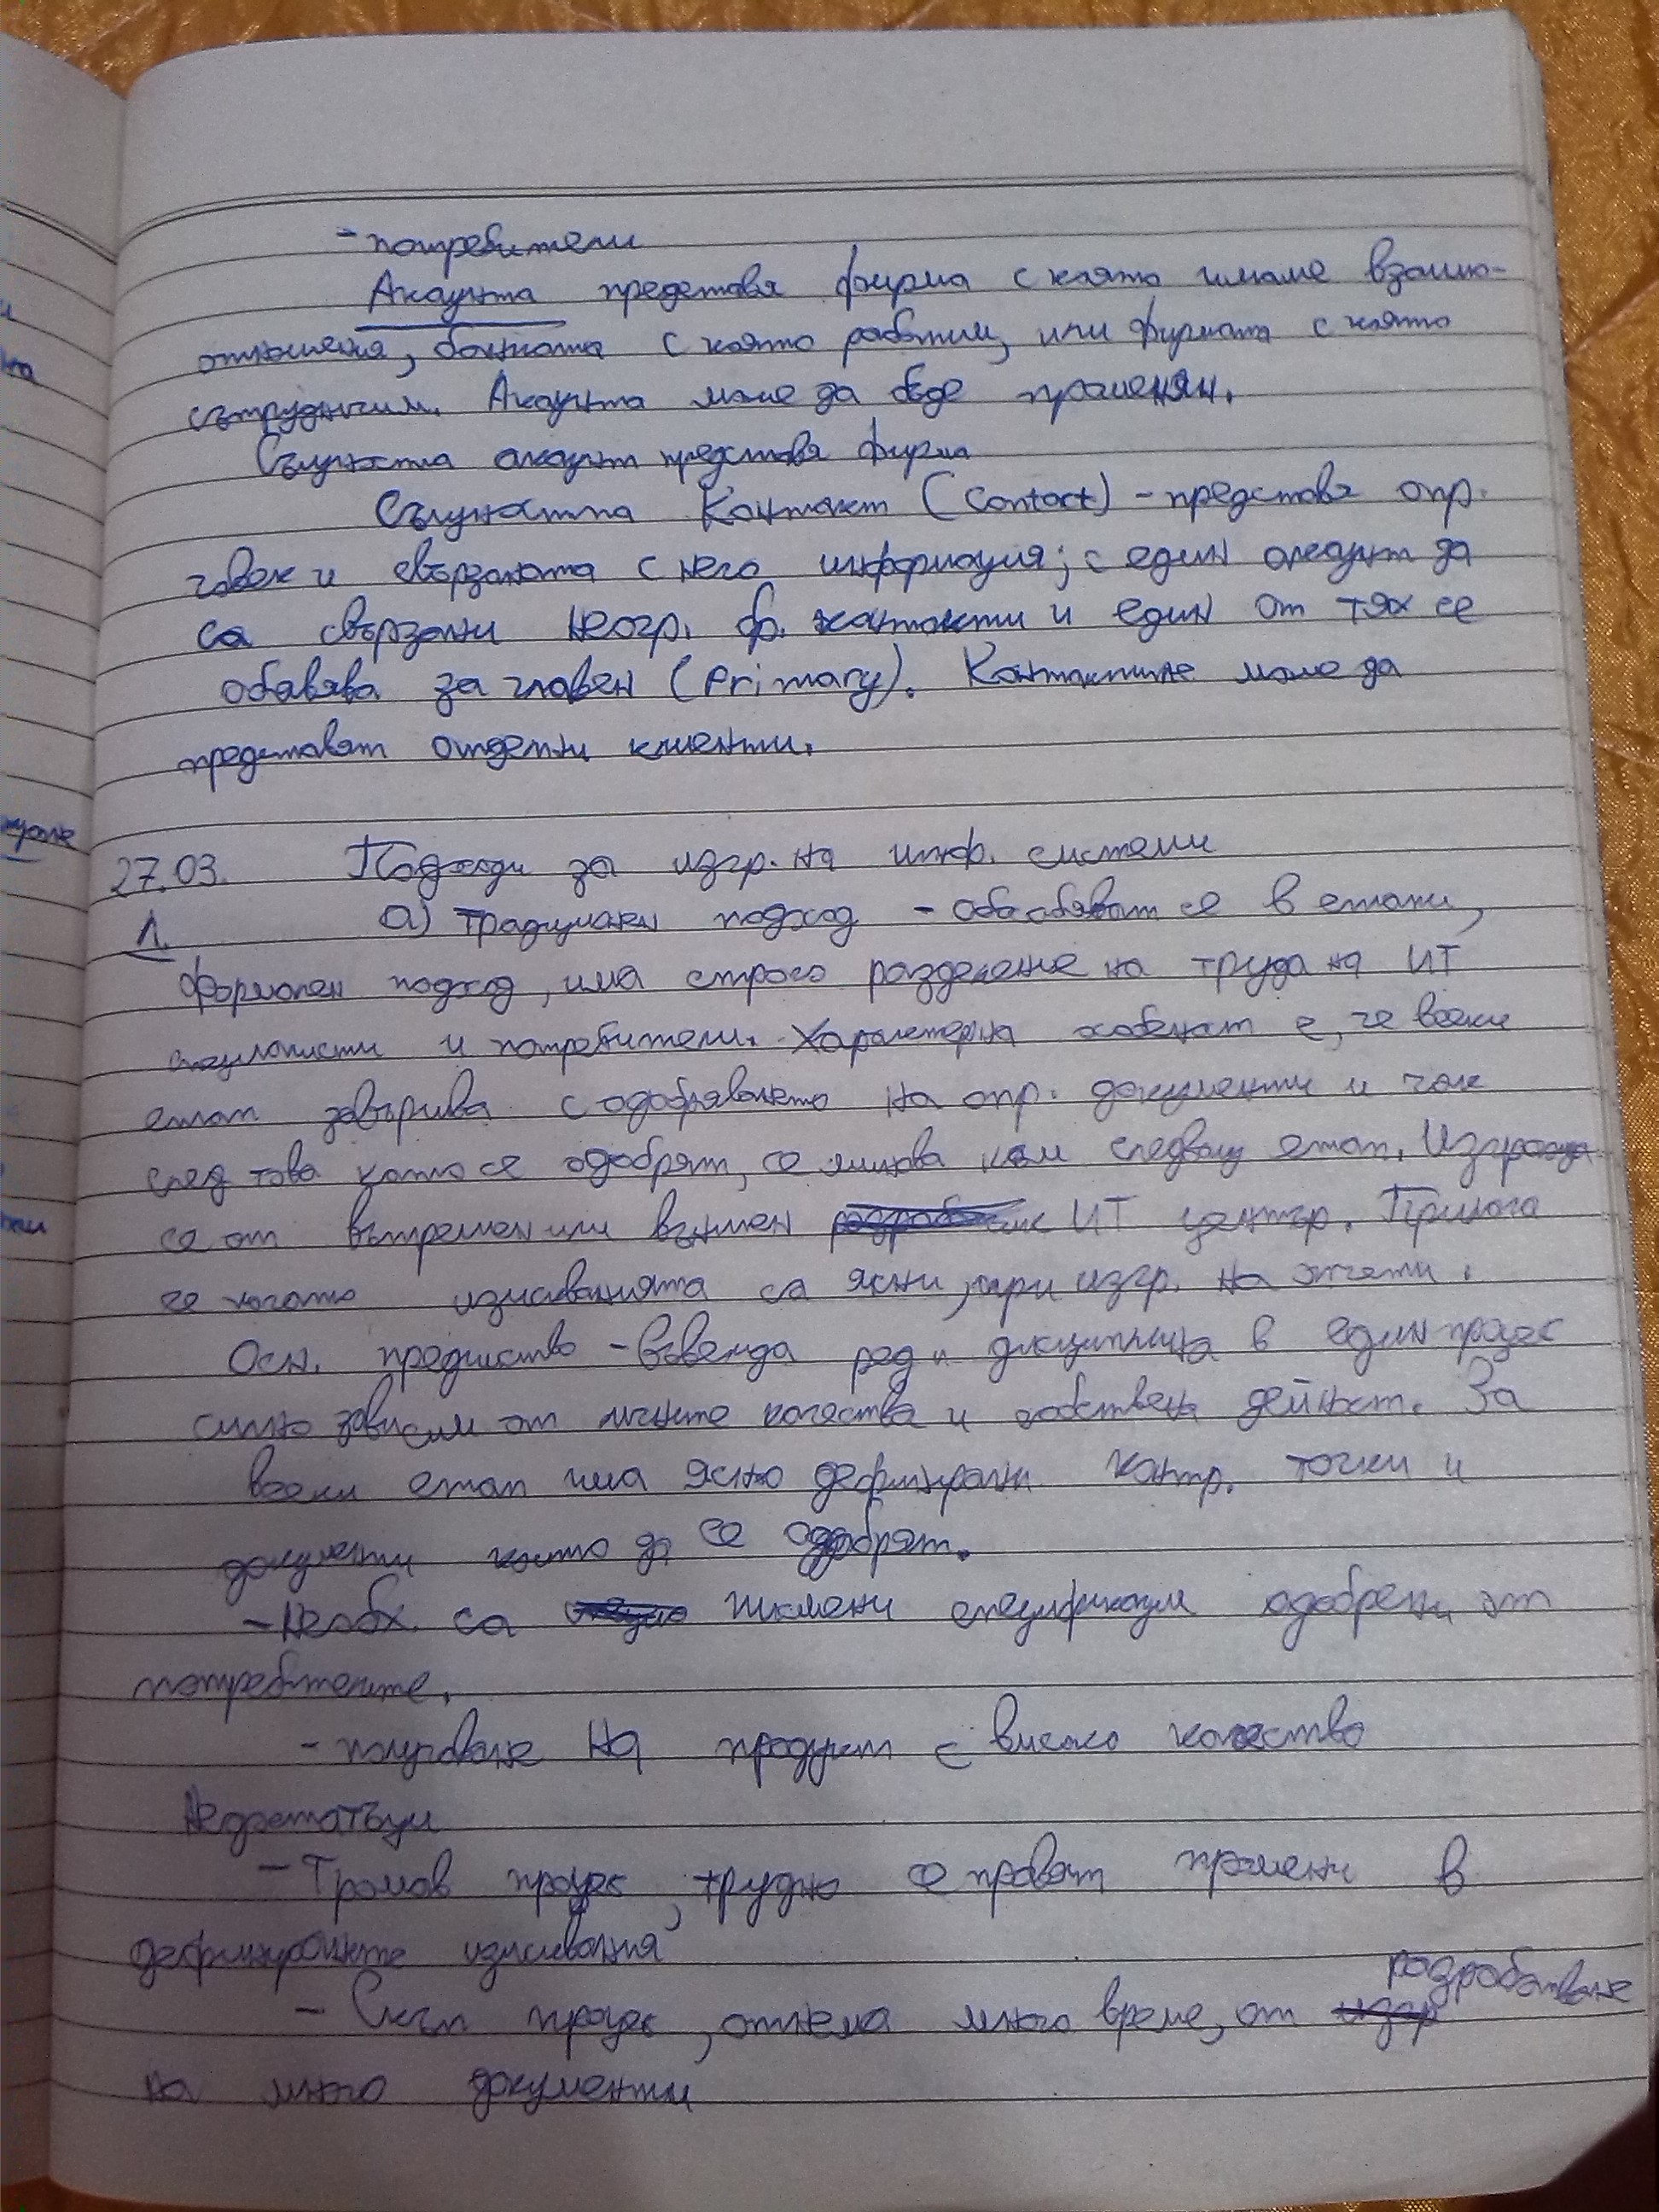 - потребители
Акаунта представя фирма с която имаме взаимо-
отношения, банката с която работим, или фирмата с която
сътрудничим. Акаунта може да бъде променян.
Същността акаунт представя фирма
Същността Контакт (Contact) - представя опр.
човек и свързаната с него информация; с един акаунт да
са свързани неогр. бр. контакти и един от тях се
обявява за главен (Primary). Контактите може да
представят отделни клиенти.
27.03. Подходи за изгр. на инф. системи
Л. а) традиционен подход - обособяват се в етапи,
формален подход, има строго разделение на труда на ИТ
специалисти и потребители. Характерна особеност е, че всеки
етап завършва с одобряването на опр. документи и чак
след това като се одобрят, се минава към следващ етап. Изгражда
се от вътрешен или външен ИТ център. Прилага
се когато изискванията са ясни, при изгр. на отчети.
Осн. предимство - въвежда ред и дисциплина в един процес
силно зависим от личните качества и собствена дейност. За
всеки етап има ясно дефинирани контр. точки и
документи които да се одобрят.
- Необх. са писмени спецификации одобрени от
потребителите.
- получаване на продукт с високо качество
Недостатъци
- Тромав процес, трудно се правят промени в
дефинираните изисквания
- Скъп процес, отнема много време, от разработване
на много документи